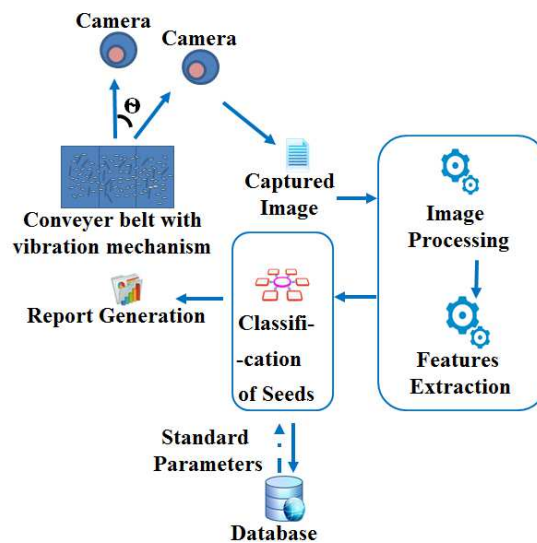 Camera
Camera
Θ
Captured
Image
Conveyer belt with
vibration mechanism
Image
Processing
Features
Extraction
Classifi-
-cation
of Seeds
Report Generation
Standard
Parameters
Database